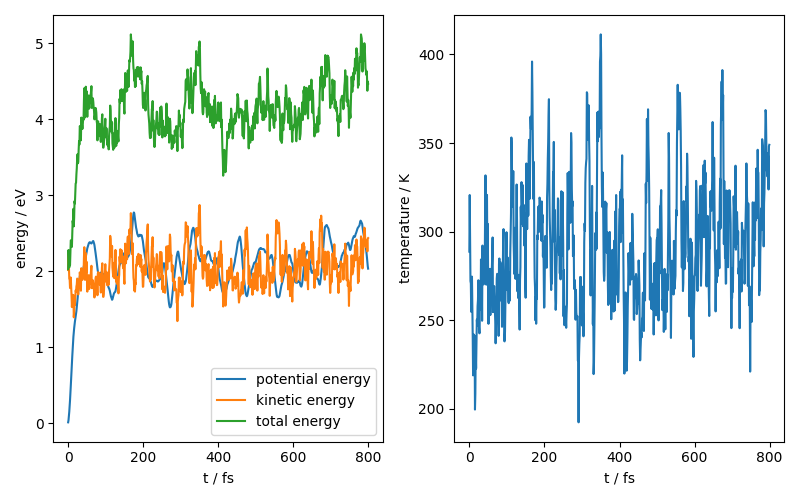 energy / eV
5
4
3
2
1
0
0 200 400 600 800
t / fs
potential energy
kinetic energy
total energy
temperature / K
400
350
300
250
200
0 200 400 600 800
t / fs